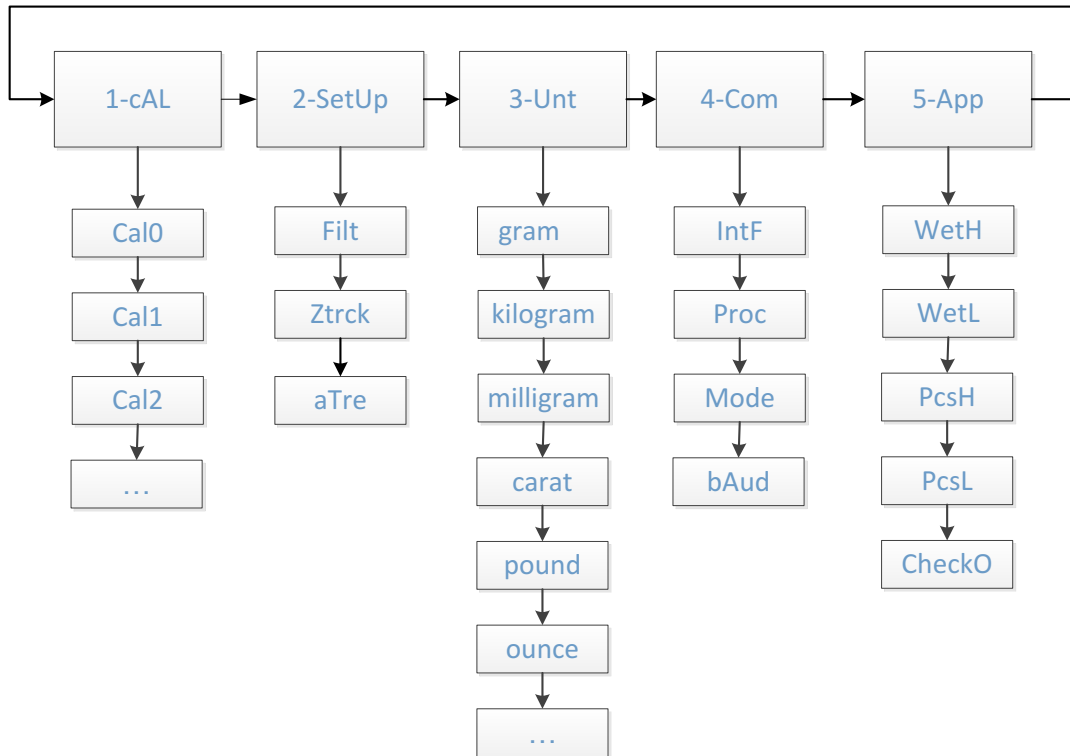 1-cAL
2-SetUp
3-Unt
4-Com
5-App
Cal0
Cal1
Cal2
...
Filt
Ztrck
aTre
gram
kilogram
milligram
carat
pound
ounce
...
IntF
Proc
Mode
bAud
WetH
WetL
PcsH
PcsL
CheckO